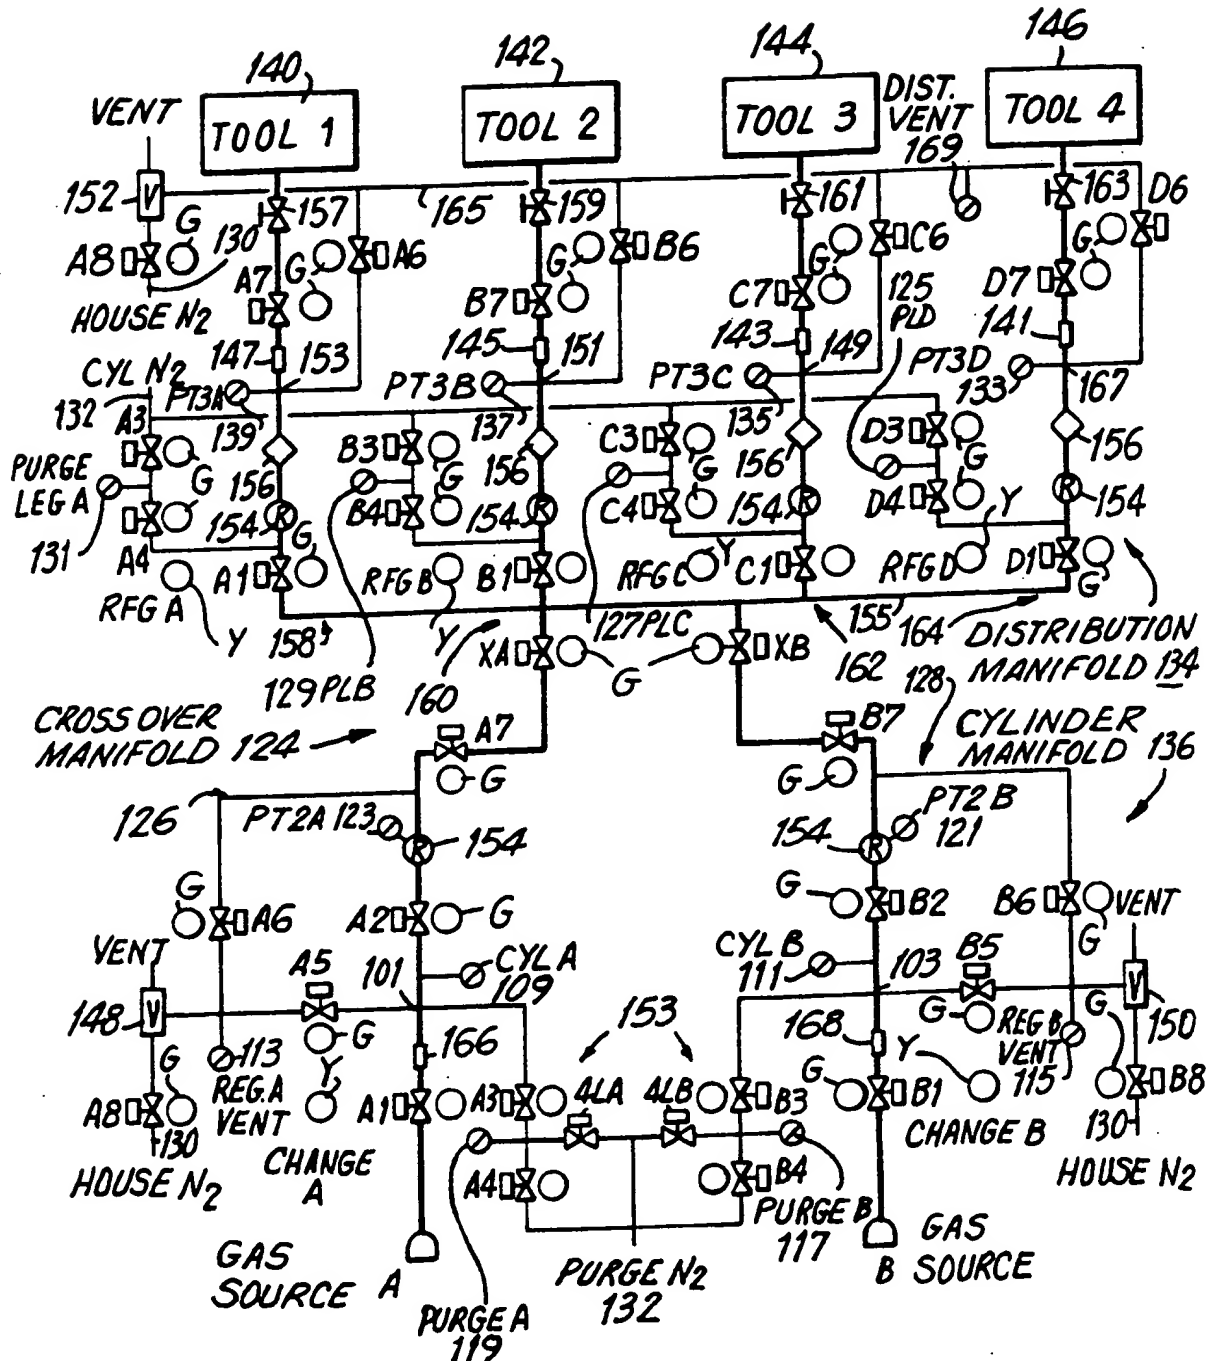 140
142
144
146
TOOL 1
TOOL 2
TOOL 3
TOOL 4
VENT
DIST.
VENT
169
152
V
G
130
157
165
159
161
163
D6
A8
A7
G
A6
G
B6
G
C6
G
HOUSE N2
B7
C7
125
PLD
D7
147
153
145
151
143
149
141
CYL N2
132
PT3A
139
PT3B
137
PT3C
135
PT3D
133
167
A3
G
B3
G
C3
G
D3
G
PURGE
LEG A
131
G
156
156
156
156
A4
154
R
G
B4
154
R
C4
154
R
D4
Y
R
154
RFG A
Y
A1
RFG B
Y
B1
RFG C
Y
C1
RFG D
D1
G
158
129 PLB
160
XA
127 PLC
G
XB
162
155
164
DISTRIBUTION
MANIFOLD 134
128
CROSS OVER
MANIFOLD 124
A7
G
B7
G
CYLINDER
MANIFOLD 136
126
PT2A 123
R
154
154
R
PT2B
121
G
A6
A2
G
G
B2
B6
G
VENT
VENT
A5
101
CYL A
109
CYL B
111
103
B5
148
V
G
113
REG. A
VENT
G
Y
166
153
168
Y
G
REG B
VENT
115
G
V
150
A8
130
HOUSE N2
CHANGE
A
A1
A3
4LA
4LB
B3
G
B1
CHANGE B
130
B8
HOUSE N2
A4
B4
PURGE B
117
GAS
SOURCE A
PURGE A
119
PURGE N2
132
B
GAS
SOURCE